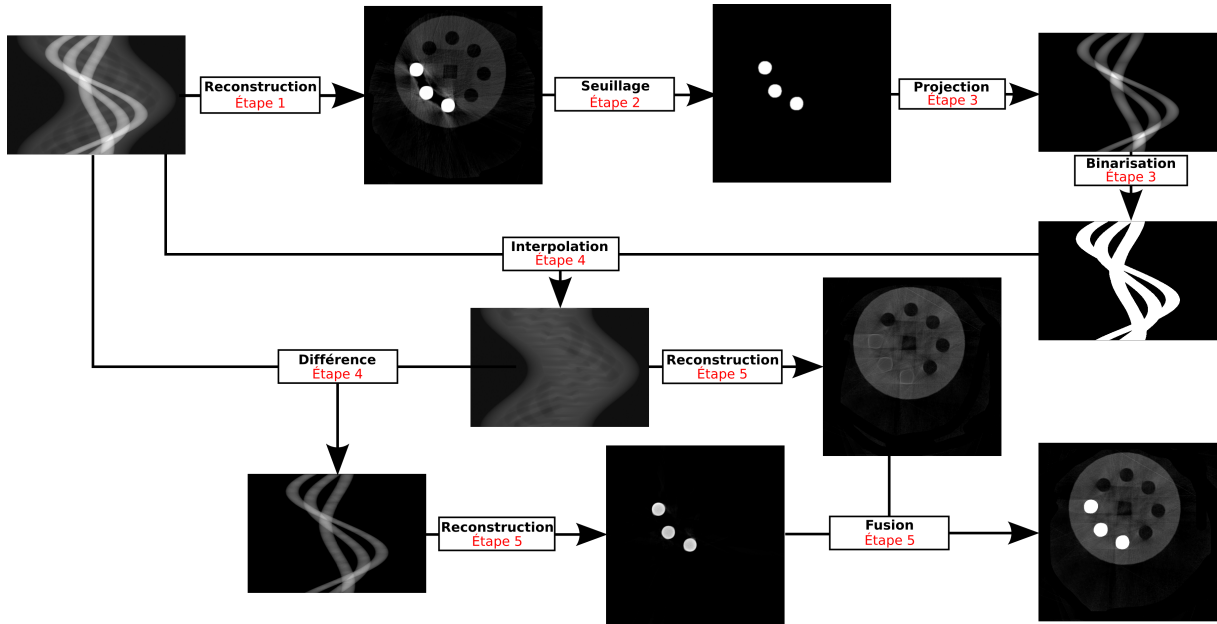 Reconstruction
Étape 1
Seuillage
Étape 2
Projection
Étape 3
Binarisation
Étape 3
Interpolation
Étape 4
Différence
Étape 4
Reconstruction
Étape 5
Reconstruction
Étape 5
Fusion
Étape 5